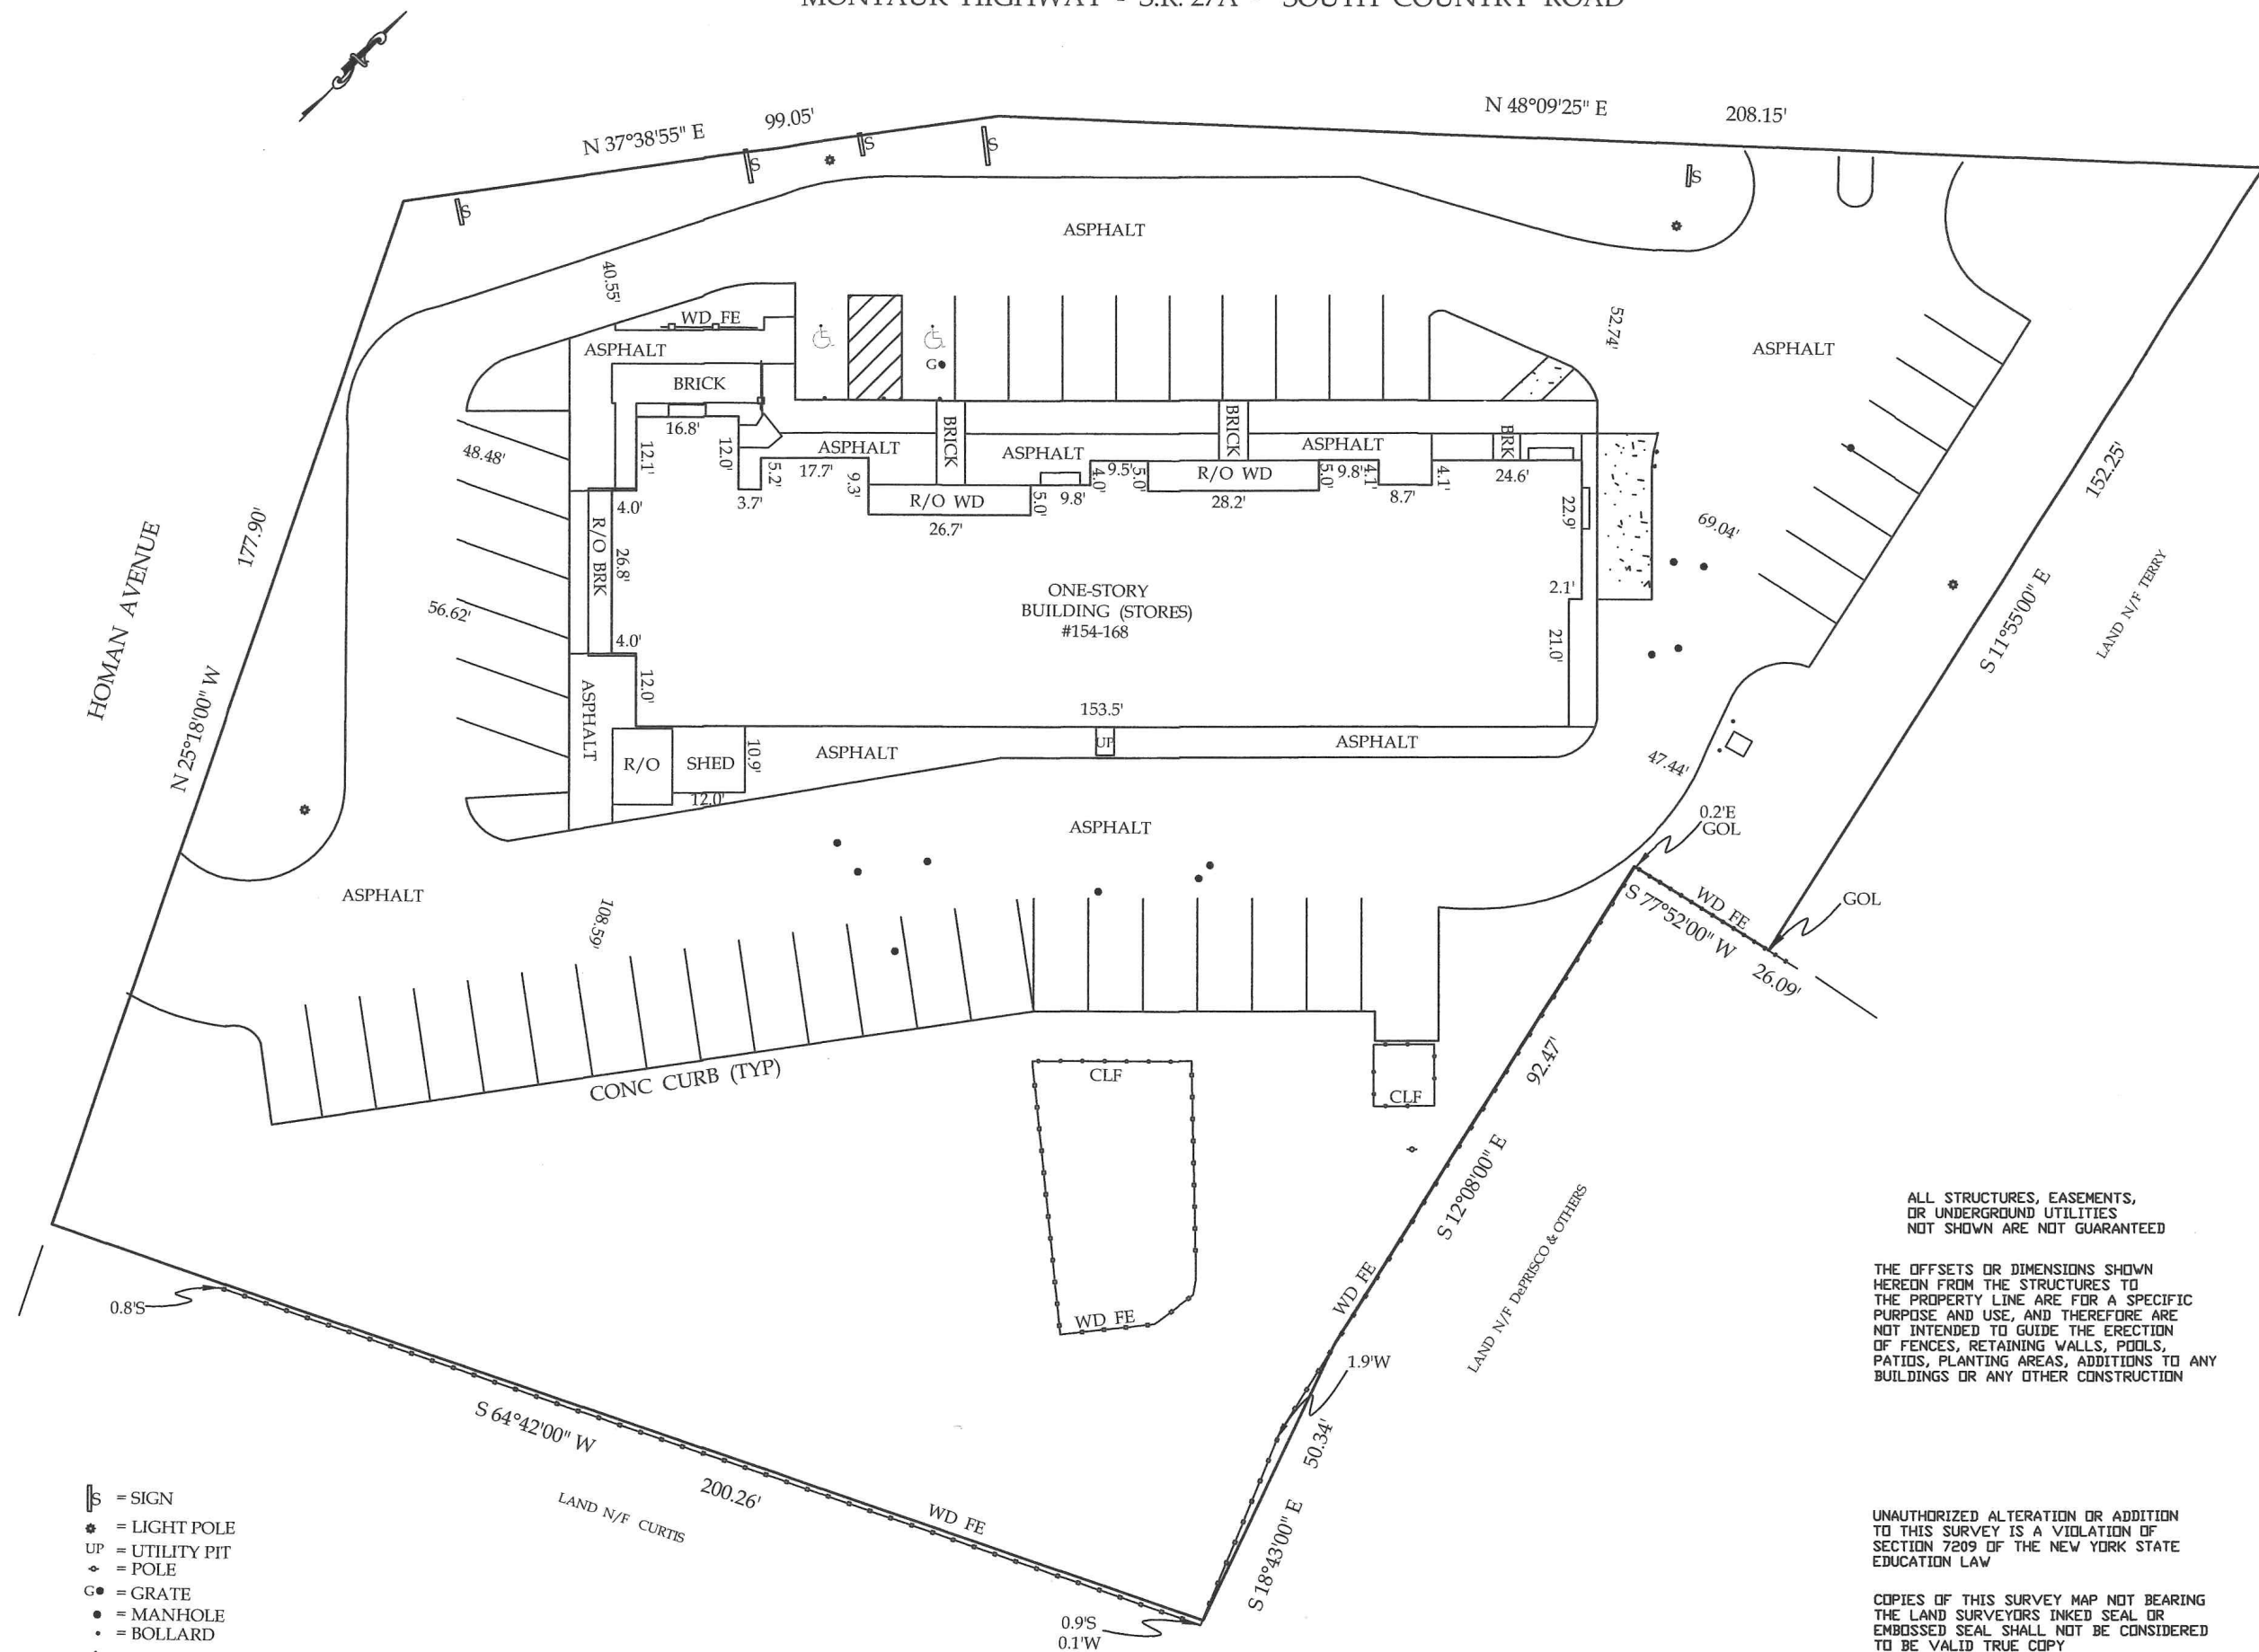 MONTAUK HIGHWAY - S.R. 27A - SOUTH COUNTRY ROAD
N 37°38'55" E 99.05'
N 48°09'25" E 208.15'
S
S
S
S
S
ASPHALT
40.55'
WD FE
ASPHALT
BRICK
G
52.74'
ASPHALT
16.8'
12.1'
12.0'
5.2'
3.7'
17.7'
ASPHALT
9.3'
BRICK
ASPHALT
R/O WD
26.7'
5.0'
9.8'
4.0'
9.5'
5.0'
BRICK
R/O WD
28.2'
5.0'
ASPHALT
9.8'
4.1'
8.7'
4.1'
BRK
24.6'
22.9'
2.1'
21.0'
69.04'
152.25'
S 11°55'00" E
LAND N/F TERRY
48.48'
56.62'
4.0'
R/O BRK
26.8'
4.0'
12.0'
ASPHALT
HOMAN AVENUE
177.90'
N 25°18'00" W
ONE-STORY
BUILDING (STORES)
#154-168
153.5'
UP
R/O
SHED
10.9'
12.0'
ASPHALT
ASPHALT
47.44'
0.2'E
GOL
WD FE
S 77°52'00" W
26.09'
GOL
ASPHALT
ASPHALT
108.59'
CONC CURB (TYP)
CLF
WD FE
CLF
92.47'
S 12°08'00" E
WD FE
LAND N/F DePRISCO & OTHERS
1.9'W
50.34'
S 18°43'00" E
0.8'S
S 64°42'00" W
200.26'
WD FE
LAND N/F CURTIS
0.9'S
0.1'W
S = SIGN
= LIGHT POLE
UP = UTILITY PIT
= POLE
G = GRATE
= MANHOLE
= BOLLARD
ALL STRUCTURES, EASEMENTS,
OR UNDERGROUND UTILITIES
NOT SHOWN ARE NOT GUARANTEED
THE OFFSETS OR DIMENSIONS SHOWN
HEREON FROM THE STRUCTURES TO
THE PROPERTY LINE ARE FOR A SPECIFIC
PURPOSE AND USE, AND THEREFORE ARE
NOT INTENDED TO GUIDE THE ERECTION
OF FENCES, RETAINING WALLS, POOLS,
PATIOS, PLANTING AREAS, ADDITIONS TO ANY
BUILDINGS OR ANY OTHER CONSTRUCTION
UNAUTHORIZED ALTERATION OR ADDITION
TO THIS SURVEY IS A VIOLATION OF
SECTION 7209 OF THE NEW YORK STATE
EDUCATION LAW
COPIES OF THIS SURVEY MAP NOT BEARING
THE LAND SURVEYORS INKED SEAL OR
EMBOSSED SEAL SHALL NOT BE CONSIDERED
TO BE VALID TRUE COPY